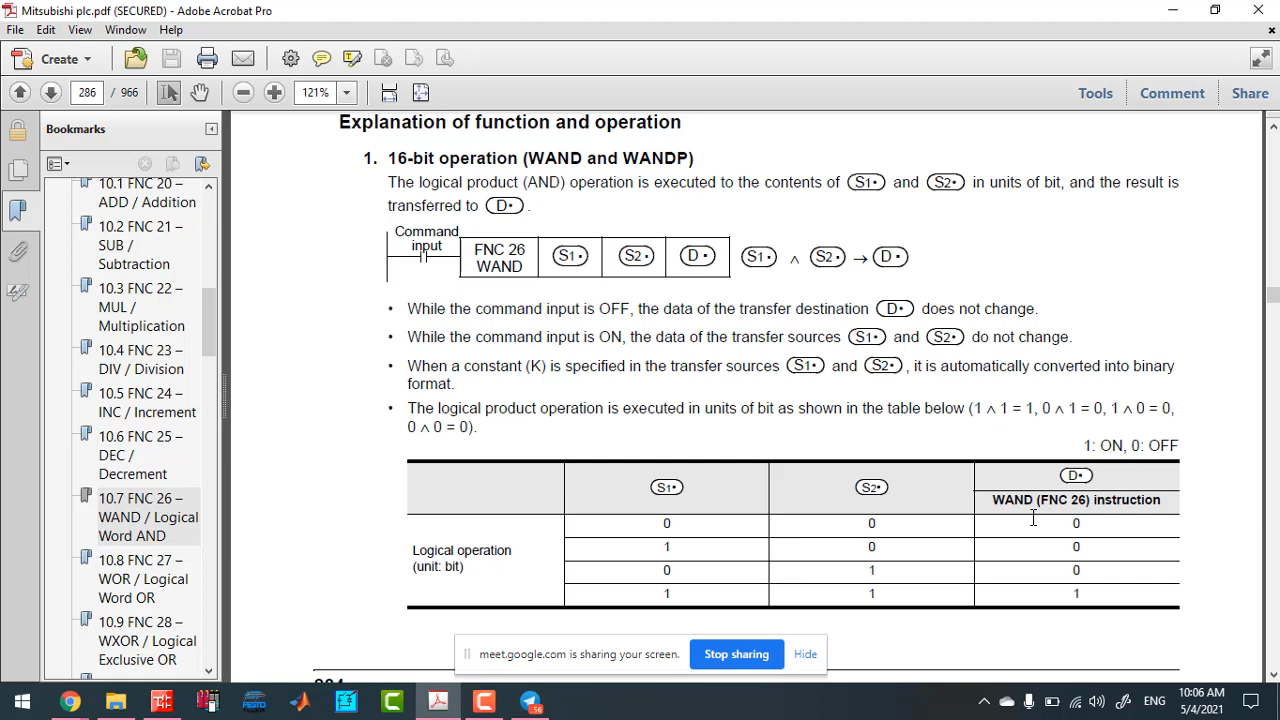 Mitsubishi plc.pdf (SECURED) - Adobe Acrobat Pro
File Edit View Window Help
Create
286 / 966 121% Tools Comment Share
Bookmarks
10.1 FNC 20 –
ADD / Addition
10.2 FNC 21 –
SUB /
Subtraction
10.3 FNC 22 –
MUL /
Multiplication
10.4 FNC 23 –
DIV / Division
10.5 FNC 24 –
INC / Increment
10.6 FNC 25 –
DEC /
Decrement
10.7 FNC 26 –
WAND / Logical
Word AND
10.8 FNC 27 –
WOR / Logical
Word OR
10.9 FNC 28 –
WXOR / Logical
Exclusive OR
Explanation of function and operation
1. 16-bit operation (WAND and WANDP)
The logical product (AND) operation is executed to the contents of S1• and S2• in units of bit, and the result is
transferred to D• .
Command
input
FNC 26
WAND
S1• S2• D• S1• ∧ S2• → D•
• While the command input is OFF, the data of the transfer destination D• does not change.
• While the command input is ON, the data of the transfer sources S1• and S2• do not change.
• When a constant (K) is specified in the transfer sources S1• and S2• , it is automatically converted into binary
format.
• The logical product operation is executed in units of bit as shown in the table below (1 ∧ 1 = 1, 0 ∧ 1 = 0, 1 ∧ 0 = 0,
0 ∧ 0 = 0).
1: ON, 0: OFF
S1• S2• D•
WAND (FNC 26) instruction
Logical operation
(unit: bit)
0 0 0
1 0 0
0 1 0
1 1 1
meet.google.com is sharing your screen. Stop sharing Hide
FESTO
56
ENG
10:06 AM
5/4/2021